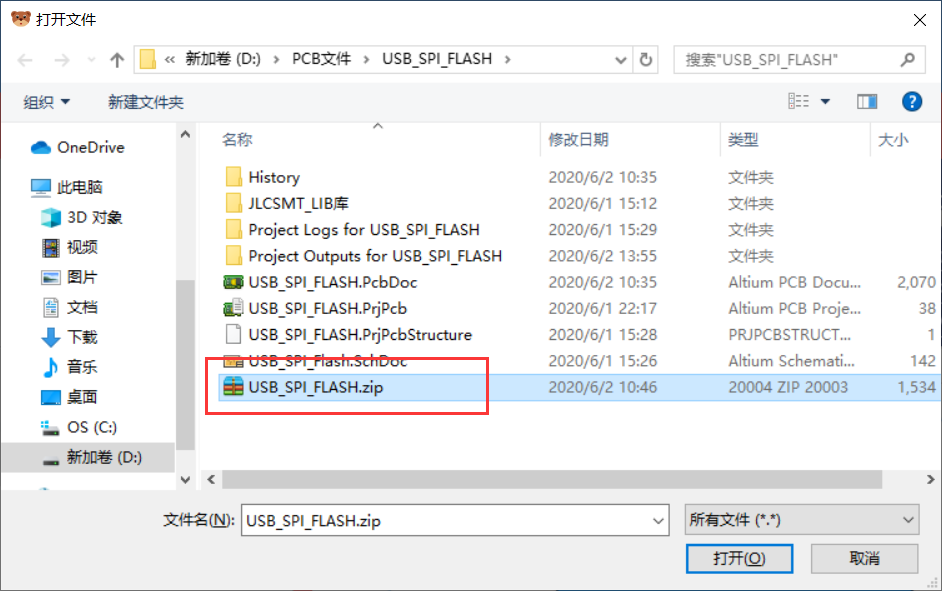 打开文件
« 新加卷 (D:) › PCB文件 › USB_SPI_FLASH ›
搜索"USB_SPI_FLASH"
组织 新建文件夹
名称 修改日期 类型 大小
OneDrive
此电脑
3D 对象
视频
图片
文档
下载
音乐
桌面
OS (C:)
新加卷 (D:)
History 2020/6/2 10:35 文件夹
JLCSMT_LIB库 2020/6/1 15:12 文件夹
Project Logs for USB_SPI_FLASH 2020/6/1 15:29 文件夹
Project Outputs for USB_SPI_FLASH 2020/6/2 13:55 文件夹
USB_SPI_FLASH.PcbDoc 2020/6/2 10:35 Altium PCB Docu... 2,070
USB_SPI_FLASH.PrjPcb 2020/6/1 22:17 Altium PCB Proje... 38
USB_SPI_FLASH.PrjPcbStructure 2020/6/1 15:28 PRJPCBSTRUCT... 1
USB_SPI_Flash.SchDoc 2020/6/1 15:26 Altium Schemati... 142
USB_SPI_FLASH.zip 2020/6/2 10:46 20004 ZIP 20003 1,534
文件名(N): USB_SPI_FLASH.zip 所有文件 (*.*)
打开(O) 取消